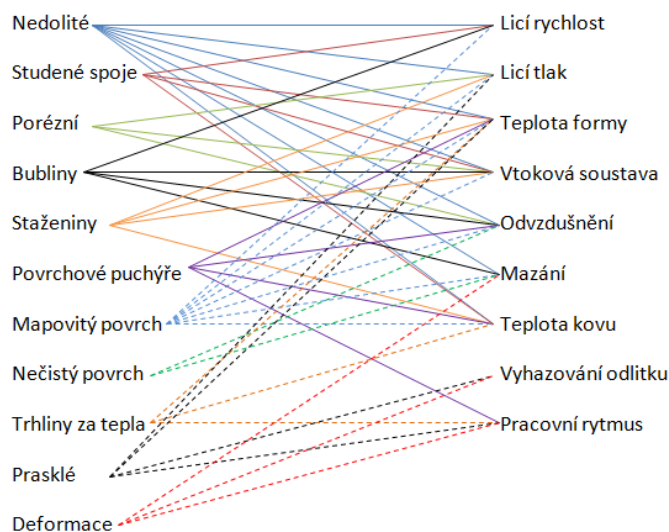 Nedolité
Licí rychlost
Studené spoje
Licí tlak
Porézní
Teplota formy
Bubliny
Vtoková soustava
Staženiny
Odvzdušnění
Povrchové puchýře
Mazání
Mapovitý povrch
Teplota kovu
Nečistý povrch
Vyhazování odlitku
Trhliny za tepla
Pracovní rytmus
Prasklé
Deformace